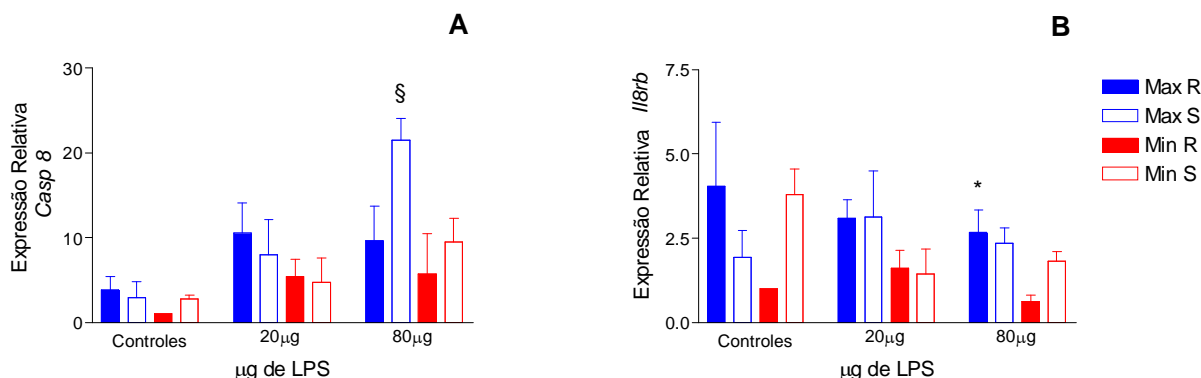 A
Expressão Relativa
Casp 8
30
20
10
0
§
Controles
20µg
80µg
µg de LPS
B
Expressão Relativa Il8rb
7.5
5.0
2.5
0.0
*
Controles
20µg
80µg
µg de LPS
Max R
Max S
Min R
Min S